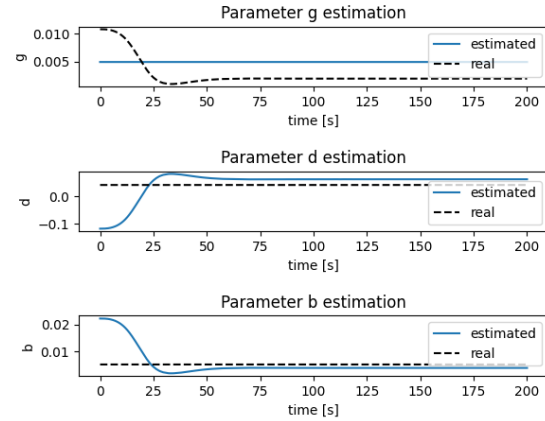 Parameter g estimation
0.010
0.005
g
estimated
real
0 25 50 75 100 125 150 175 200
time [s]
Parameter d estimation
0.0
−0.1
d
estimated
real
0 25 50 75 100 125 150 175 200
time [s]
Parameter b estimation
0.02
0.01
b
estimated
real
0 25 50 75 100 125 150 175 200
time [s]